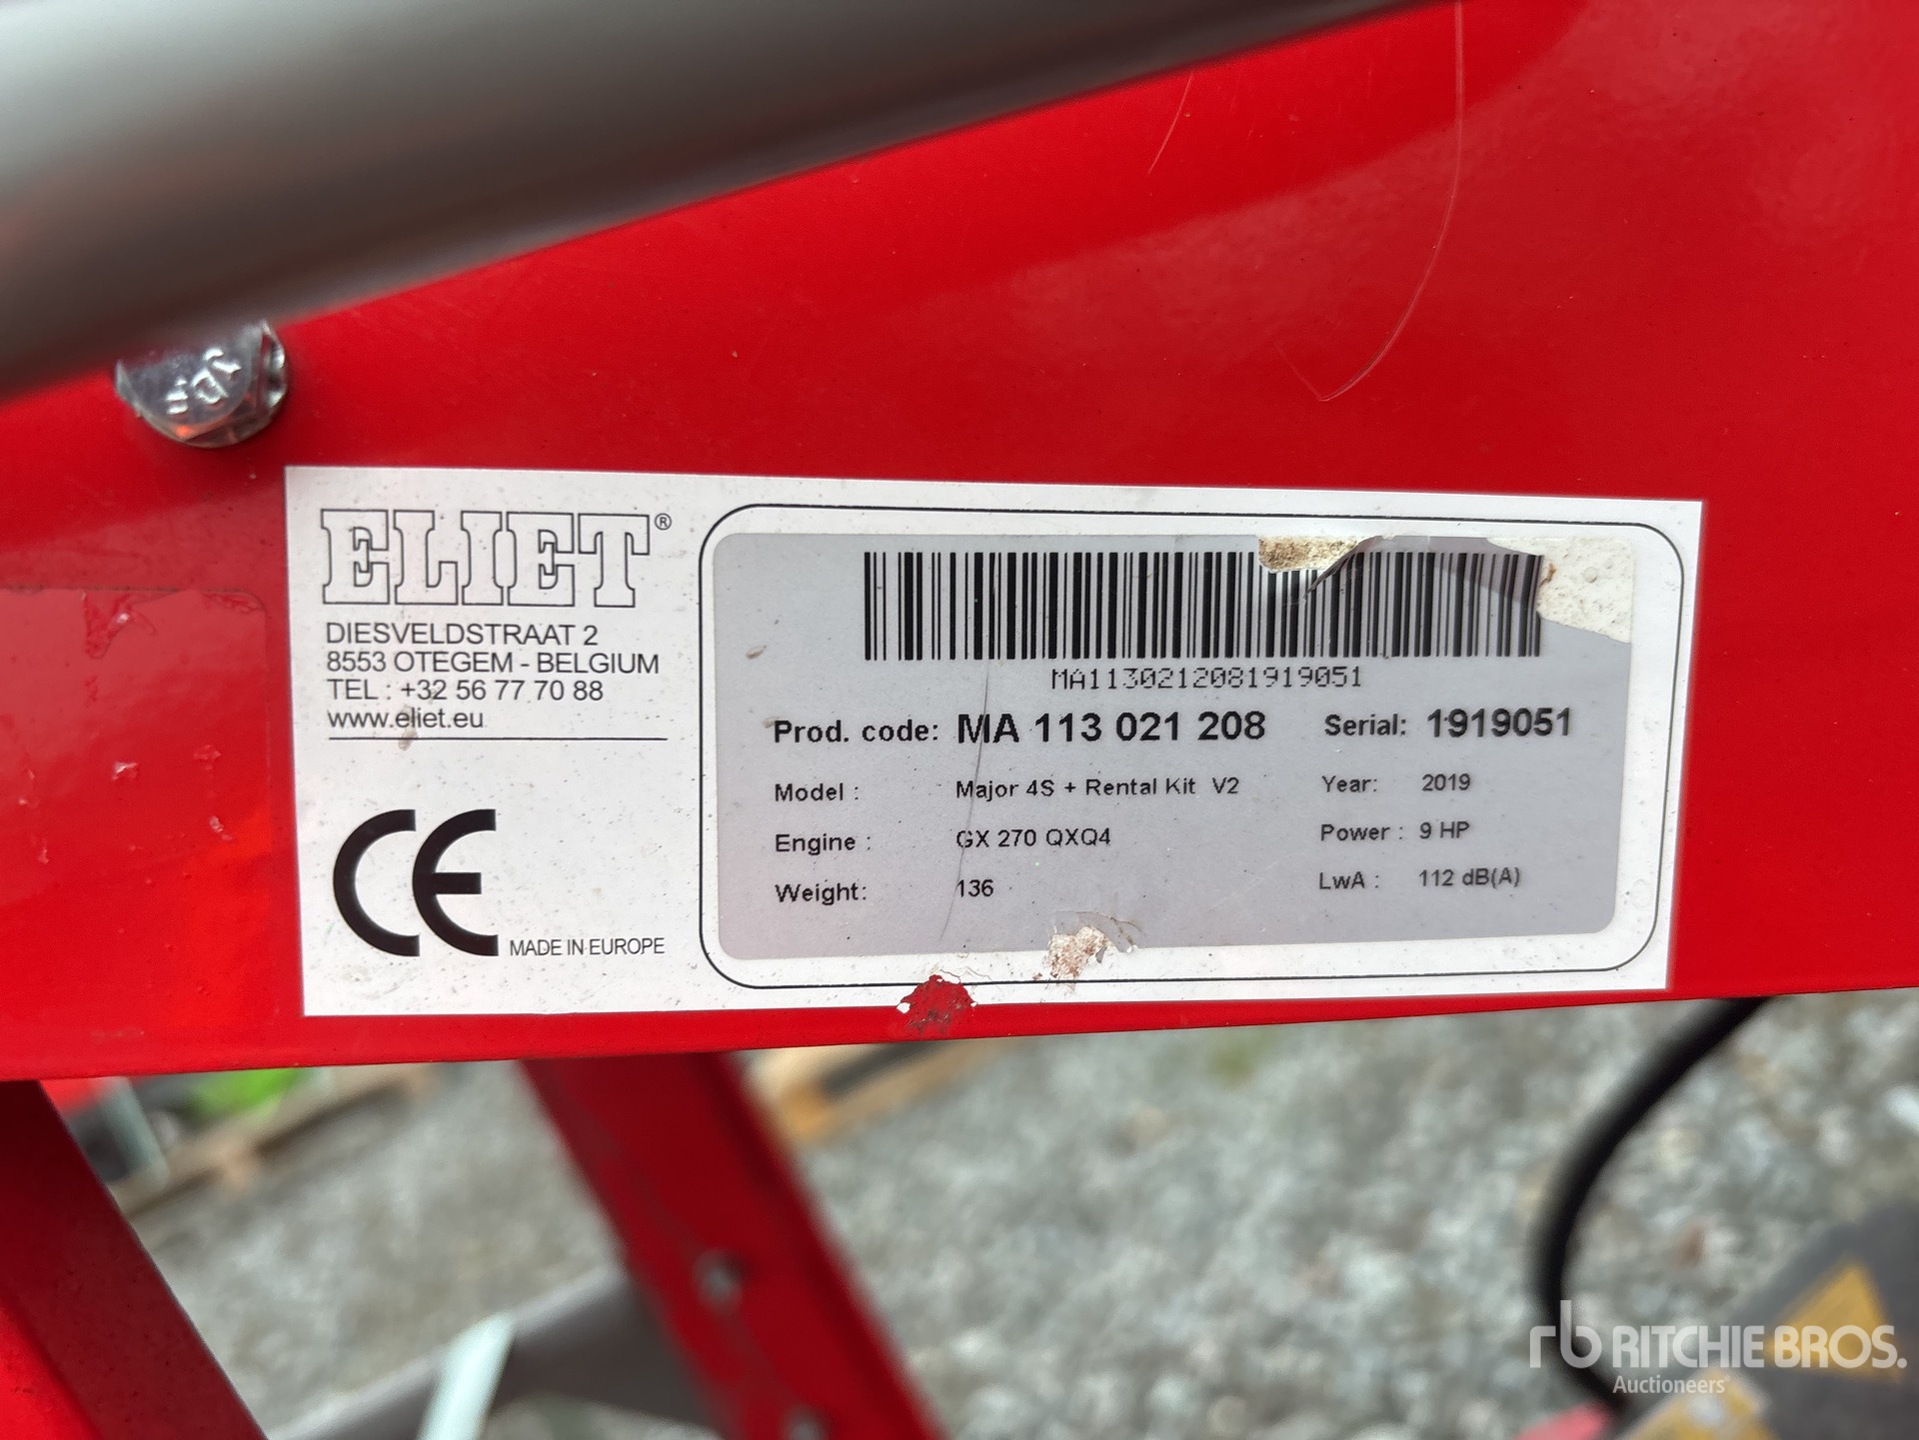 ELIET®
DIESVELDSTRAAT 2
8553 OTEGEM - BELGIUM
TEL : +32 56 77 70 88
www.eliet.eu
CE MADE IN EUROPE
MA1130212081919051
Prod. code: MA 113 021 208 Serial: 1919051
Model : Major 4S + Rental Kit V2 Year: 2019
Engine : GX 270 QXQ4 Power : 9 HP
Weight: 136 LwA : 112 dB(A)
rb RITCHIE BROS.
Auctioneers